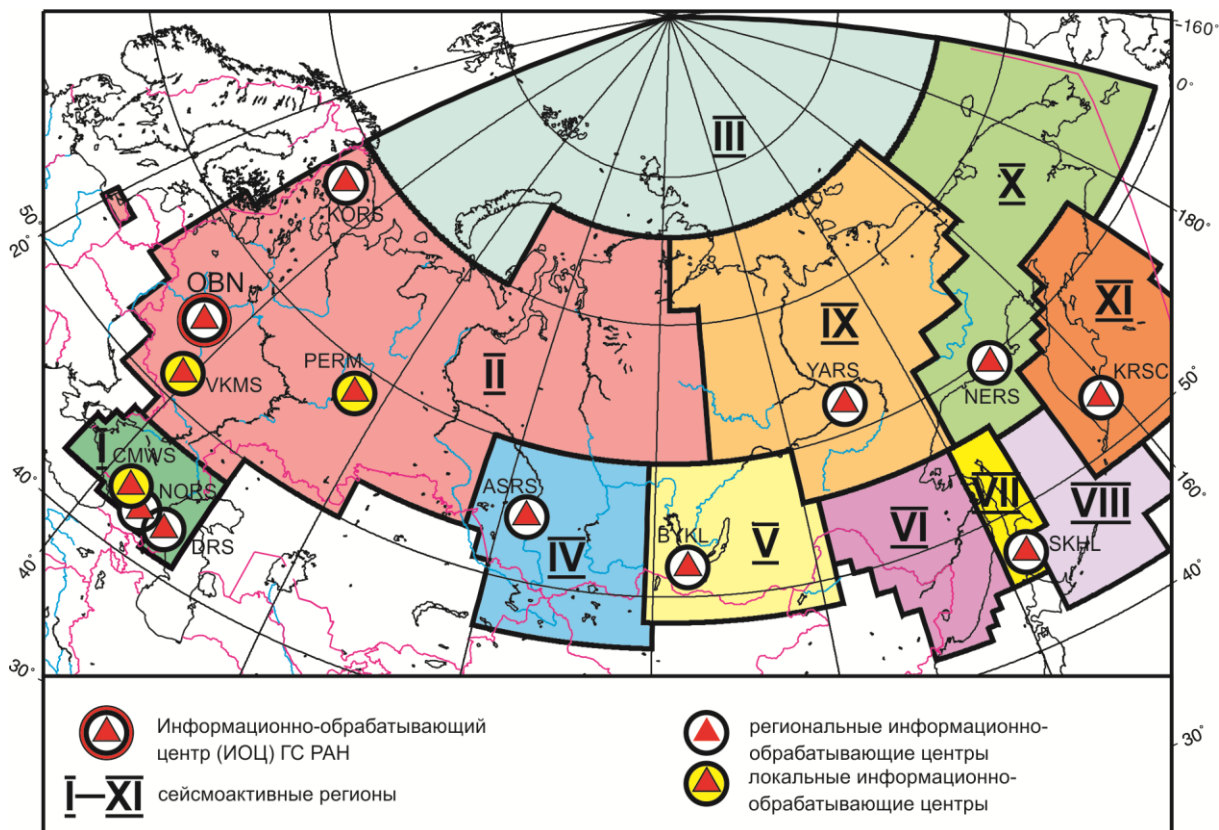 160°
0°
III
X
KORS
50°
20°
180°
OBN
XI
IX
PERM
II
VKMS
YARS
NERS
KRSC
50°
I
CMWS
40°
NORS
ASRS
VII
160°
VIII
DRS
BYKL
V
VI
IV
SKHL
40°
40°
30°
Информационно-обрабатывающий
центр (ИОЦ) ГС РАН
I—XI сейсмоактивные регионы
региональные информационно-
обрабатывающие центры
локальные информационно-
обрабатывающие центры
30°